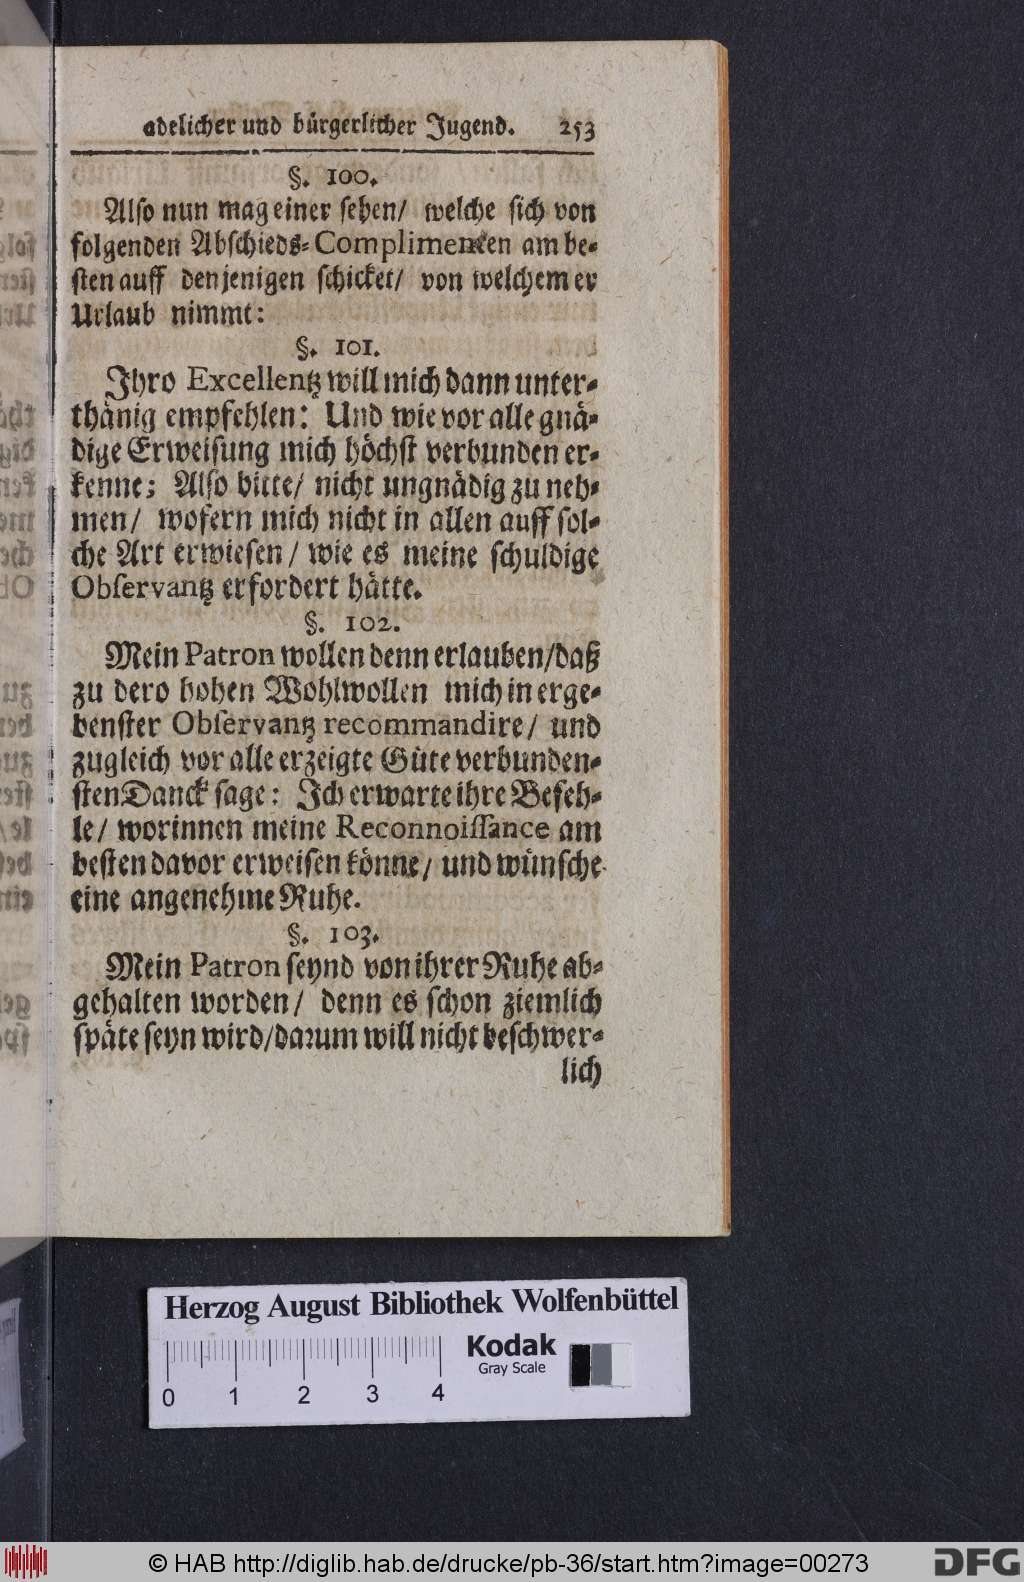 adelicher und bürgerlicher Jugend. 253
§. 100.
Also nun mag einer sehen/ welche sich von
folgenden Abschieds-Complimenten am be-
sten auff denjenigen schicket/ von welchem er
Urlaub nimmt:
§. 101.
Jhro Excellentz will mich dann unter-
thänig empfehlen: Und wie vor alle gnä-
dige Erweisung mich höchst verbunden er-
kenne; Also bitte/ nicht ungnädig zu neh-
men/ wofern mich nicht in allen auff sol-
che Art erwiesen/ wie es meine schuldige
Observantz erfordert hätte.
§. 102.
Mein Patron wollen denn erlauben/daß
zu dero hohen Wohlwollen mich in erge-
benster Observantz recommandire/ und
zugleich vor alle erzeigte Güte verbunden-
sten Danck sage: Jch erwarte ihre Befeh-
le/ worinnen meine Reconnoissance am
besten davor erweisen könne/ und wünsche
eine angenehme Ruhe.
§. 103.
Mein Patron seynd von ihrer Ruhe ab-
gehalten worden/ denn es schon ziemlich
späte seyn wird/darum will nicht beschwer-
lich
Herzog August Bibliothek Wolfenbüttel
Kodak
Gray Scale
0 1 2 3 4
© HAB http://diglib.hab.de/drucke/pb-36/start.htm?image=00273
DFG